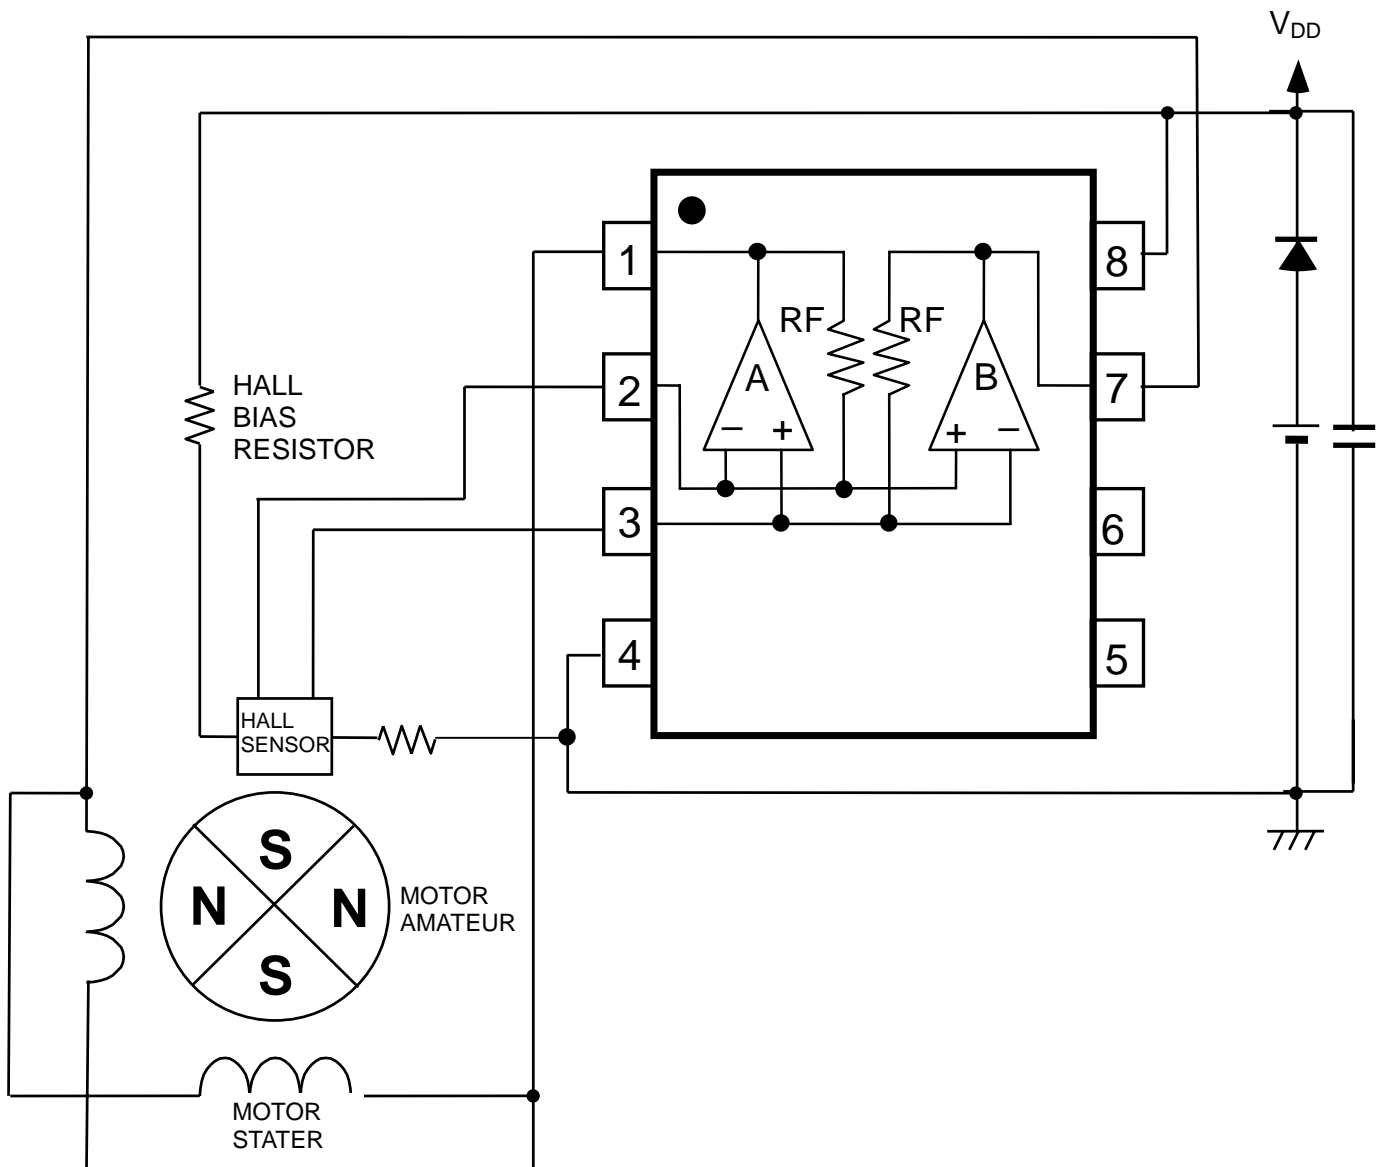 VDD
1
8
RF
RF
A
B
2
7
HALL
BIAS
RESISTOR
− +
+ −
3
6
4
5
HALL
SENSOR
S
N
N
S
MOTOR
AMATEUR
MOTOR
STATER